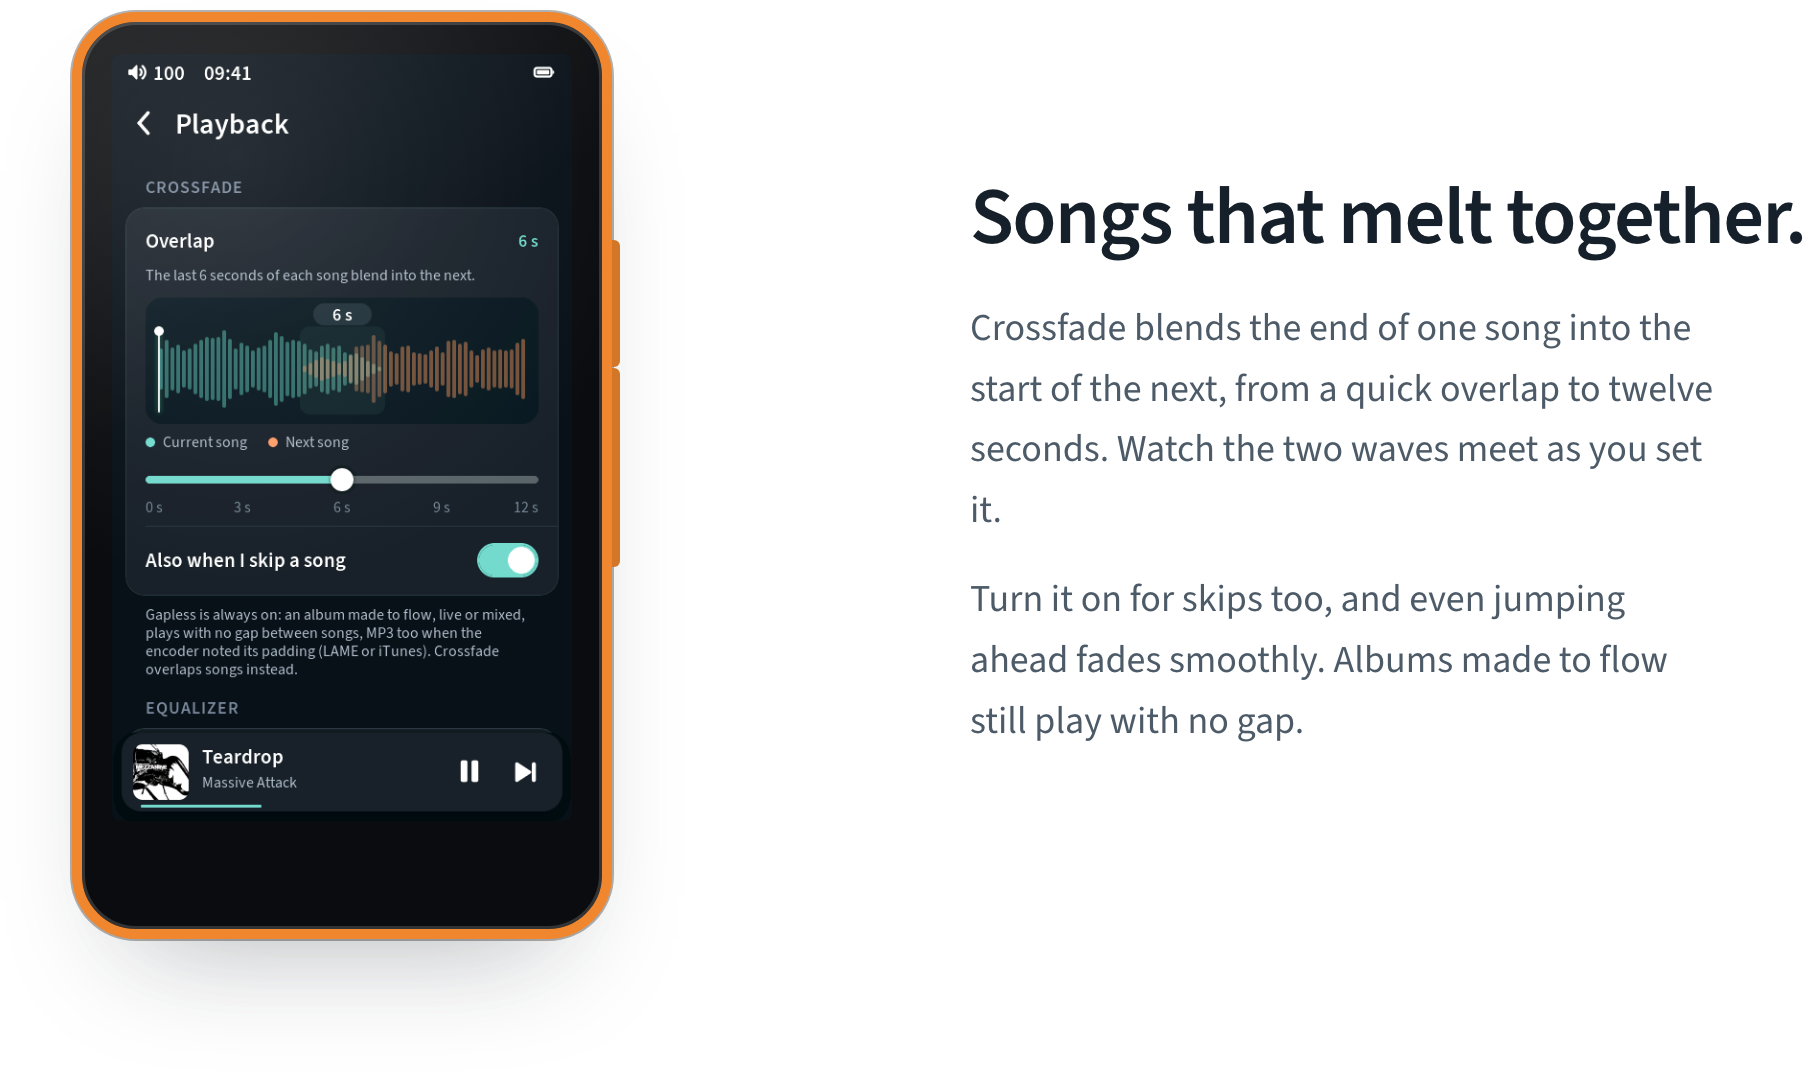 100 09:41
Playback
CROSSFADE
Overlap 6 s
The last 6 seconds of each song blend into the next.
6 s
Current song Next song
0 s 3 s 6 s 9 s 12 s
Also when I skip a song
Gapless is always on: an album made to flow, live or mixed,
plays with no gap between songs, MP3 too when the
encoder noted its padding (LAME or iTunes). Crossfade
overlaps songs instead.
EQUALIZER
Teardrop
Massive Attack
Songs that melt together.
Crossfade blends the end of one song into the
start of the next, from a quick overlap to twelve
seconds. Watch the two waves meet as you set
it.
Turn it on for skips too, and even jumping
ahead fades smoothly. Albums made to flow
still play with no gap.